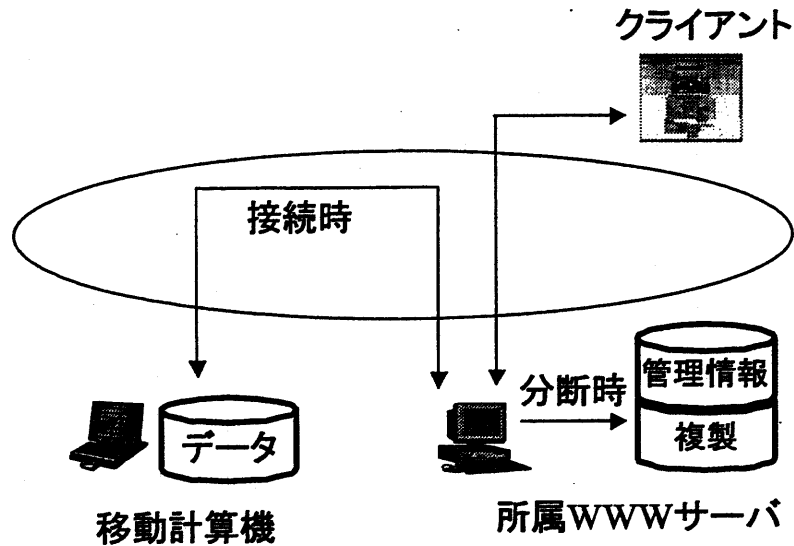 クライアント
接続時
分断時
管理情報
複製
データ
移動計算機
所属WWWサーバ